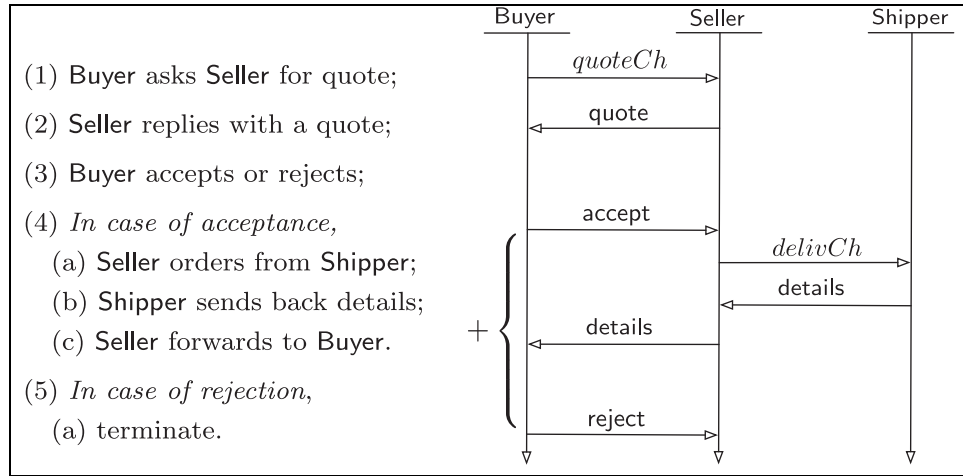 (1) Buyer asks Seller for quote;
(2) Seller replies with a quote;
(3) Buyer accepts or rejects;
(4) In case of acceptance,
(a) Seller orders from Shipper;
(b) Shipper sends back details;
(c) Seller forwards to Buyer.
(5) In case of rejection,
(a) terminate.
Buyer Seller Shipper
quoteCh
quote
accept
delivCh
details
+ details
reject